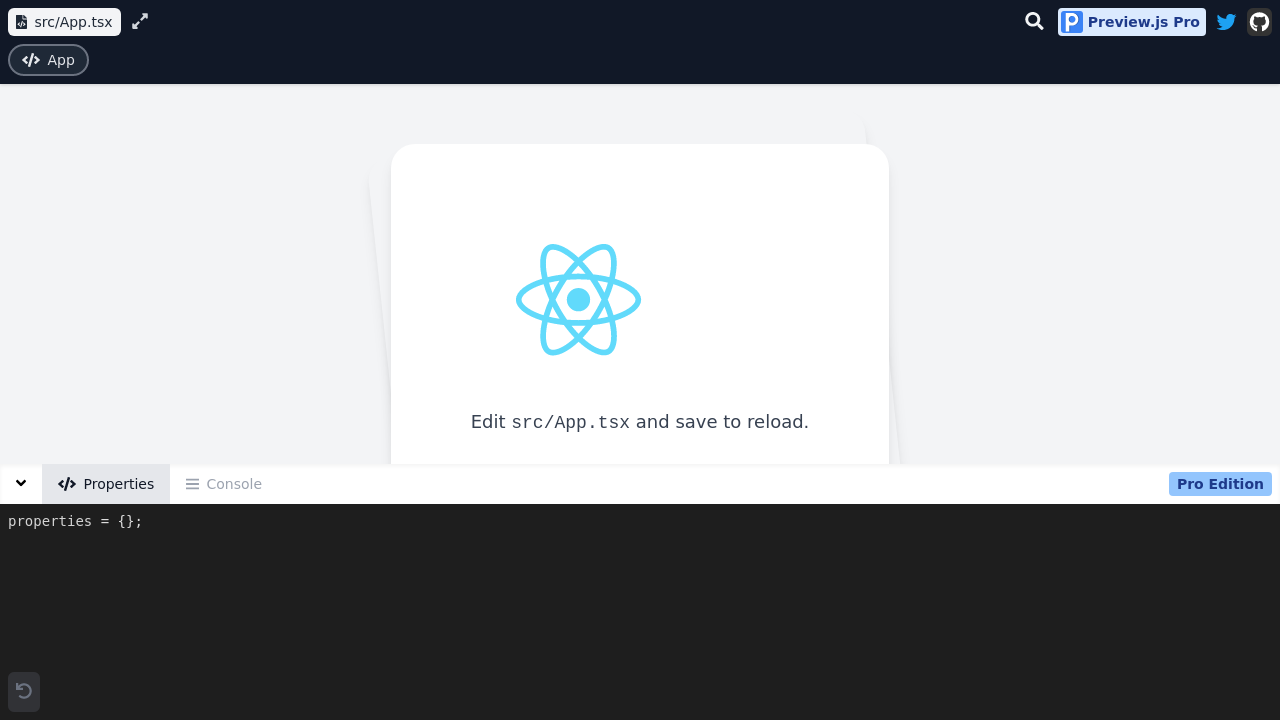 src/App.tsx
Preview.js Pro
App
Edit src/App.tsx and save to reload.
Properties
Console
Pro Edition
properties = {};